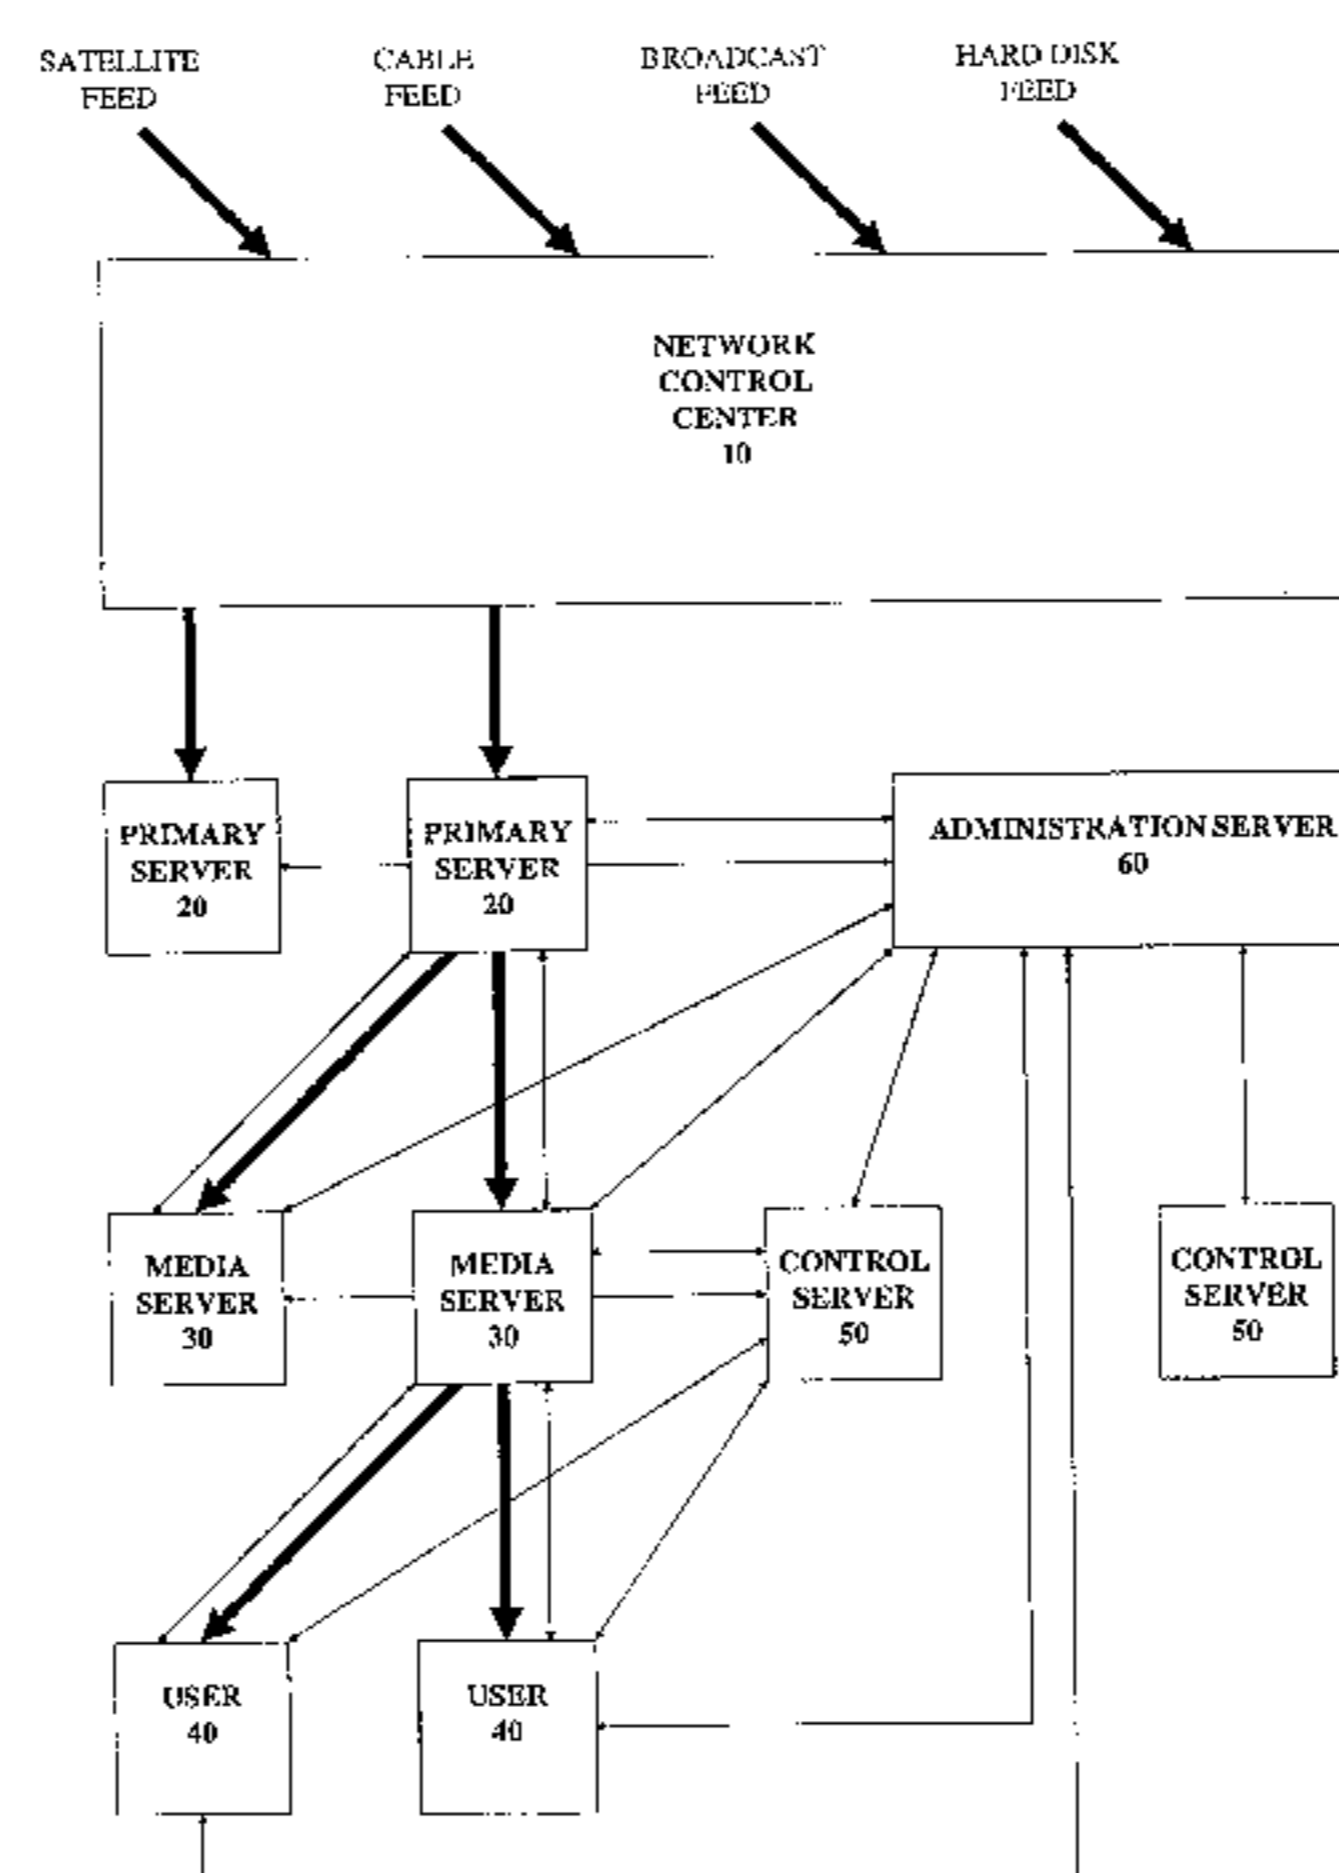 SATELLITE
FEED
CABLE
FEED
BROADCAST
FEED
HARD DISK
FEED
NETWORK
CONTROL
CENTER
10
PRIMARY
SERVER
20
PRIMARY
SERVER
20
ADMINISTRATION SERVER
60
MEDIA
SERVER
30
MEDIA
SERVER
30
CONTROL
SERVER
50
CONTROL
SERVER
50
USER
40
USER
40